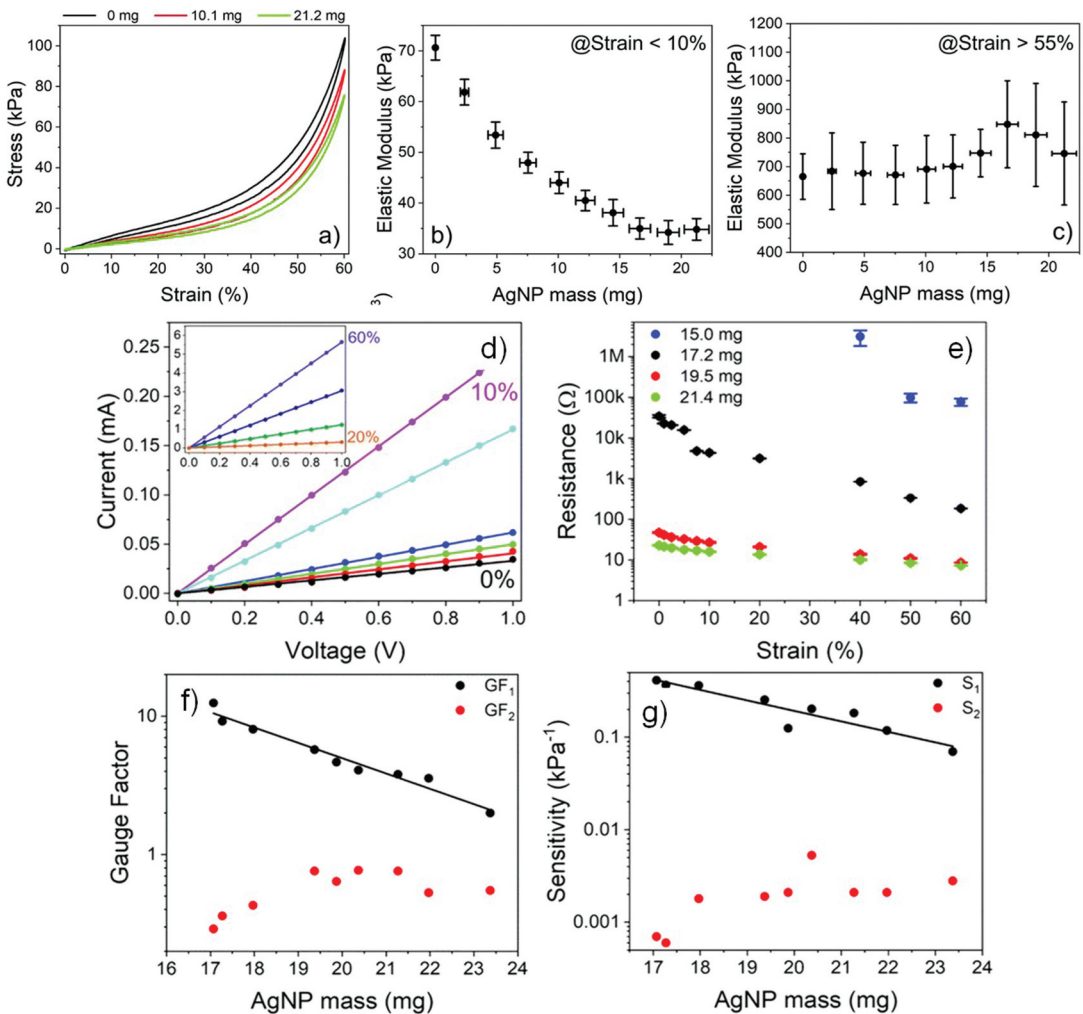 0 mg 10.1 mg 21.2 mg
100
80
60
40
20
0
Stress (kPa)
0 10 20 30 40 50 60
Strain (%)
a)
@Strain < 10%
70
60
50
40
30
Elastic Modulus (kPa)
0 5 10 15 20
AgNP mass (mg)
b)
@Strain > 55%
1200
1100
1000
900
800
700
600
500
400
Elastic Modulus (kPa)
0 5 10 15 20
AgNP mass (mg)
c)
3)
d)
0.25
0.20
0.15
0.10
0.05
0.00
Current (mA)
0.0 0.2 0.4 0.6 0.8 1.0
Voltage (V)
6
5
4
3
2
1
0
0.0 0.2 0.4 0.6 0.8 1.0
60%
20%
10%
0%
e)
15.0 mg
17.2 mg
19.5 mg
21.4 mg
1M
100k
10k
1k
100
10
1
Resistance (Ω)
0 10 20 30 40 50 60
Strain (%)
f)
GF1
GF2
10
1
Gauge Factor
16 17 18 19 20 21 22 23 24
AgNP mass (mg)
g)
S1
S2
0.1
0.01
0.001
Sensitivity (kPa-1)
17 18 19 20 21 22 23 24
AgNP mass (mg)